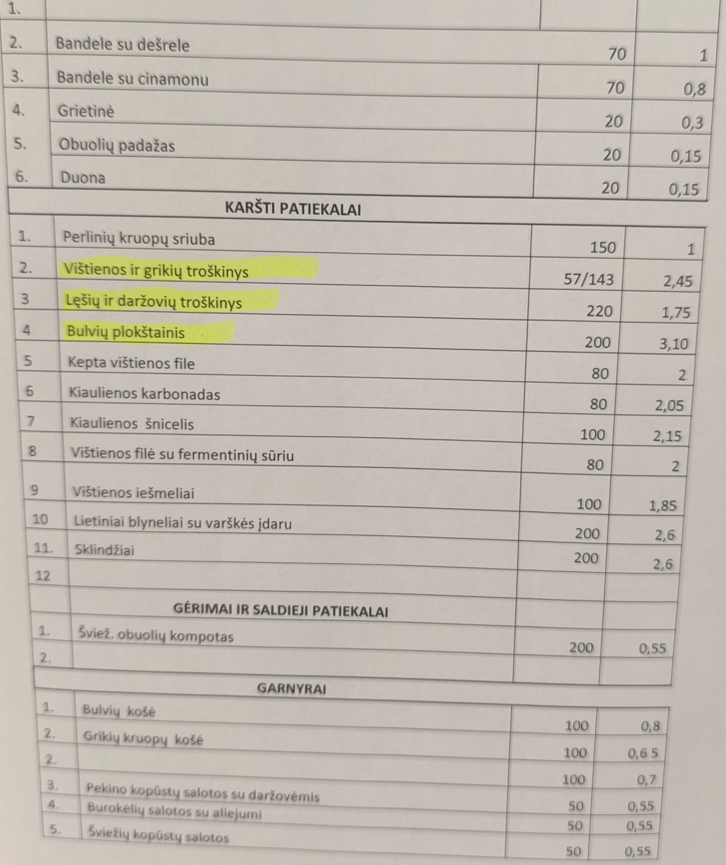 1.
2. Bandele su dešrele 70 1
3. Bandele su cinamonu 70 0,8
4. Grietinė 20 0,3
5. Obuolių padažas 20 0,15
6. Duona 20 0,15
KARŠTI PATIEKALAI
1. Perlinių kruopų sriuba 150 1
2. Vištienos ir grikių troškinys 57/143 2,45
3 Lęšių ir daržovių troškinys 220 1,75
4 Bulvių plokštainis 200 3,10
5 Kepta vištienos file 80 2
6 Kiaulienos karbonadas 80 2,05
7 Kiaulienos šnicelis 100 2,15
8 Vištienos filė su fermentinių sūriu 80 2
9 Vištienos iešmeliai 100 1,85
10 Lietiniai blyneliai su varškės įdaru 200 2,6
11. Sklindžiai 200 2,6
12
GĖRIMAI IR SALDIEJI PATIEKALAI
1. Šviež. obuolių kompotas 200 0,55
2.
GARNYRAI
1. Bulvių košė 100 0,8
2. Grikių kruopų košė 100 0,6 5
2. 100 0,7
3. Pekino kopūstų salotos su daržovėmis 50 0,55
4. Burokėlių salotos su aliejumi 50 0,55
5. Šviežių kopūstų salotos 50 0,55